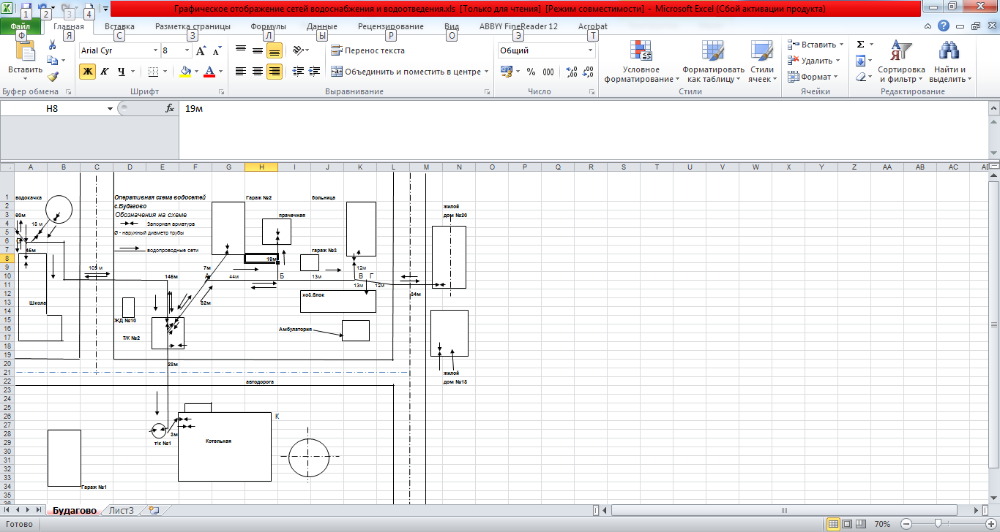 Графическое отображение сетей водоснабжения и водоотведения.xls [Только для чтения] [Режим совместимости] - Microsoft Excel (Сбой активации продукта)
1 2 3 4
Файл Главная Вставка Разметка страницы Формулы Данные Рецензирование Вид ABBYY FineReader 12 Acrobat
Ф Я С З Л Ы Р О Э Т
Вставить
Буфер обмена
Arial Cyr 8
Ж К Ч
Шрифт
Перенос текста
Объединить и поместить в центре
Выравнивание
Общий
% 000
Число
Условное форматирование
Форматировать как таблицу
Стили ячеек
Стили
Вставить
Удалить
Формат
Ячейки
Сортировка и фильтр
Найти и выделить
Редактирование
H8 fx 19м
A B C D E F G H I J K L M N O P Q R S T U V W X Y Z AA AB AC AD
1 2 3 4 5 6 7 8 9 10 11 12 13 14 15 16 17 18 19 20 21 22 23 24 25 26 27 28 29 30 31 32 33 34 35 36
водокачка
Оперативная схема водосетей
с.Будагово
Обозначения на схеме
Запорная арматура
Ø - наружный диаметр трубы
водопроводные сети
Гараж №2
больница
прачечная
жилой
дом №20
60м
18 м
45м
19м
гараж №3
103 м
7м
12м
145м
А
44м
Б
13м
В Г
13м
12м
34м
хоз.блок
Школа
32м
ЖД №10
Т/К №2
Амбулатория
28м
жилой
дом №18
автодорога
К
3м
т/к №1
Котельная
Гараж №1
Будагово Лист3
Готово
70%